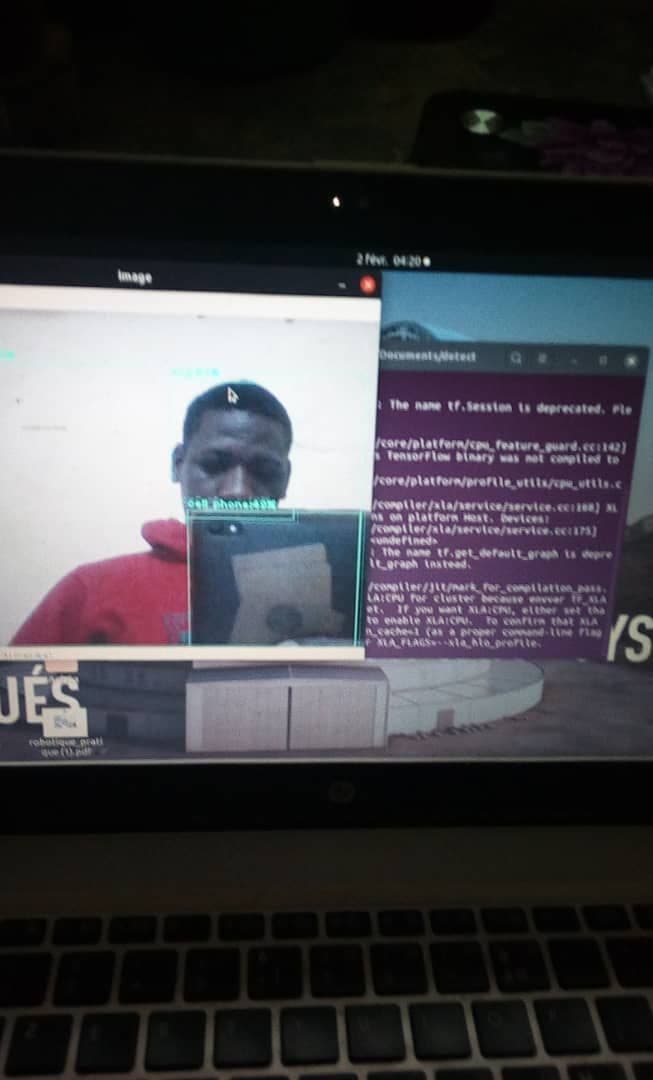 2 févr. 04:20
Image
cell phone:
Documents/detect
: The name tf.Session is deprecated. Ple
/core/platform/cpu_feature_guard.cc:142]
s TensorFlow binary was not compiled to
/core/platform/profile_utils/cpu_utils.c
/compiler/xla/service/service.cc:168] XL
ns on platform Host. Devices:
/compiler/xla/service/service.cc:175]
<undefined>
: The name tf.get_default_graph is depre
lt_graph instead.
/compiler/jit/mark_for_compilation_pass.
LA:CPU for cluster because envvar TF_XLA
et. If you want XLA:CPU, either set tha
to enable XLA:CPU. To confirm that XLA
n_cache=1 (as a proper command-line flag
r XLA_FLAGS=--xla_hlo_profile.
UÉS
YS
robotique_prati
que (1).pdf